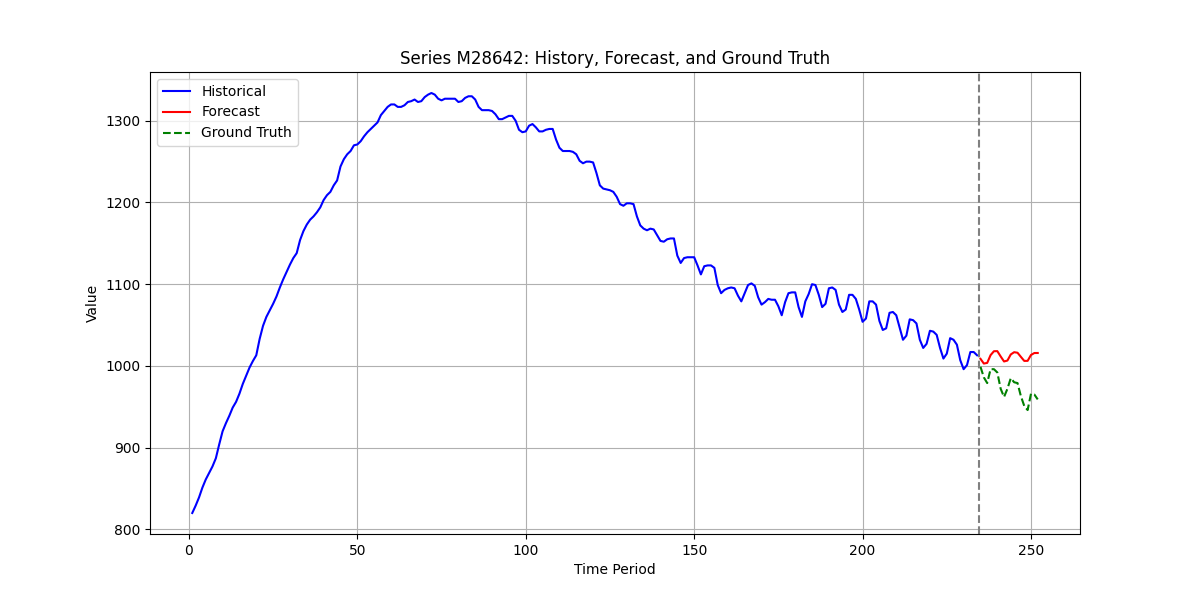 Series M28642: History, Forecast, and Ground Truth
Historical
Forecast
Ground Truth
1300
1200
1100
1000
900
800
Value
0 50 100 150 200 250
Time Period